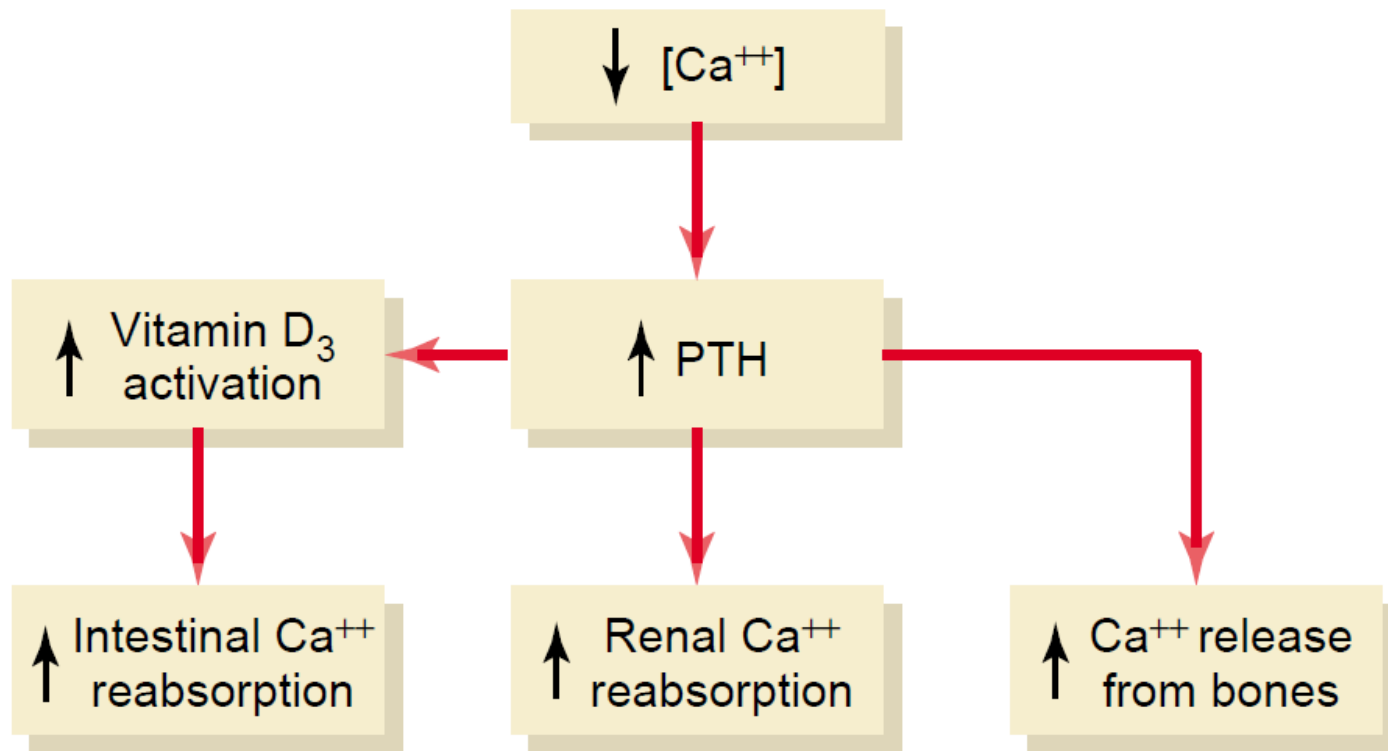 ↓ [Ca⁺⁺]
↑ Vitamin D₃
activation
↑ PTH
↑ Intestinal Ca⁺⁺
reabsorption
↑ Renal Ca⁺⁺
reabsorption
↑ Ca⁺⁺ release
from bones